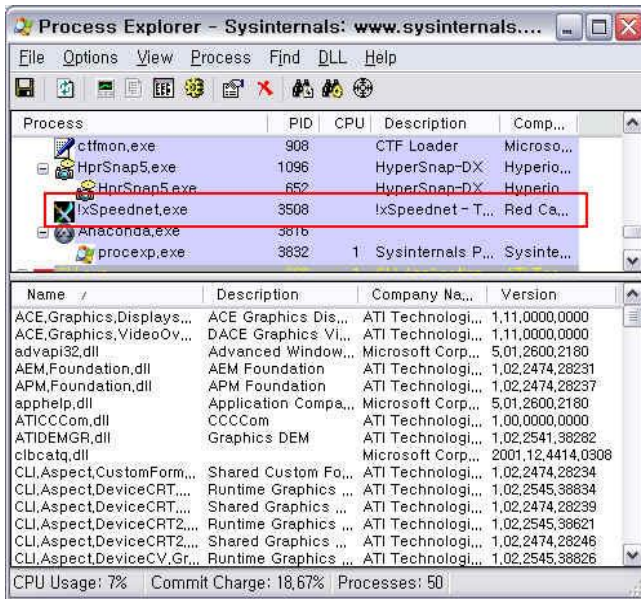 Process Explorer - Sysinternals: www.sysinternals....
File Options View Process Find DLL Help
Process PID CPU Description Comp...
ctfmon,exe 908 CTF Loader Microso...
HprSnap5,exe 1096 HyperSnap-DX Hyperio...
HprSnap5,exe 652 HyperSnap-DX Hyperio
!xSpeednet,exe 3508 !xSpeednet - T... Red Ca...
Anaconda,exe 3816
procexp,exe 3832 1 Sysinternals P... Sysinte...
Name / Description Company Na... Version
ACE,Graphics,Displays... ACE Graphics Dis... ATI Technologi... 1,11,0000,0000
ACE,Graphics,VideoOv... DACE Graphics Vi... ATI Technologi... 1,11,0000,0000
advapi32,dll Advanced Window... Microsoft Corp... 5,01,2600,2180
AEM,Foundation,dll AEM Foundation ATI Technologi... 1,02,2474,28231
APM,Foundation,dll APM Foundation ATI Technologi... 1,02,2474,28237
apphelp,dll Application Compa... Microsoft Corp... 5,01,2600,2180
ATICCCom,dll CCCCom ATI Technologi... 1,00,0000,0000
ATIDEMGR,dll Graphics DEM ATI Technologi... 1,02,2541,38282
clbcatq,dll Microsoft Corp... 2001,12,4414,0308
CLI,Aspect,CustomForm... Shared Custom Fo... ATI Technologi... 1,02,2474,28234
CLI,Aspect,DeviceCRT,... Runtime Graphics ... ATI Technologi... 1,02,2545,38834
CLI,Aspect,DeviceCRT,... Shared Graphics ... ATI Technologi... 1,02,2474,28239
CLI,Aspect,DeviceCRT2,... Runtime Graphics ... ATI Technologi... 1,02,2545,38621
CLI,Aspect,DeviceCRT2,... Shared Graphics ... ATI Technologi... 1,02,2474,28246
CLI,Aspect,DeviceCV,Gr... Runtime Graphics ... ATI Technologi... 1,02,2545,38826
CPU Usage: 7% Commit Charge: 18,67% Processes: 50